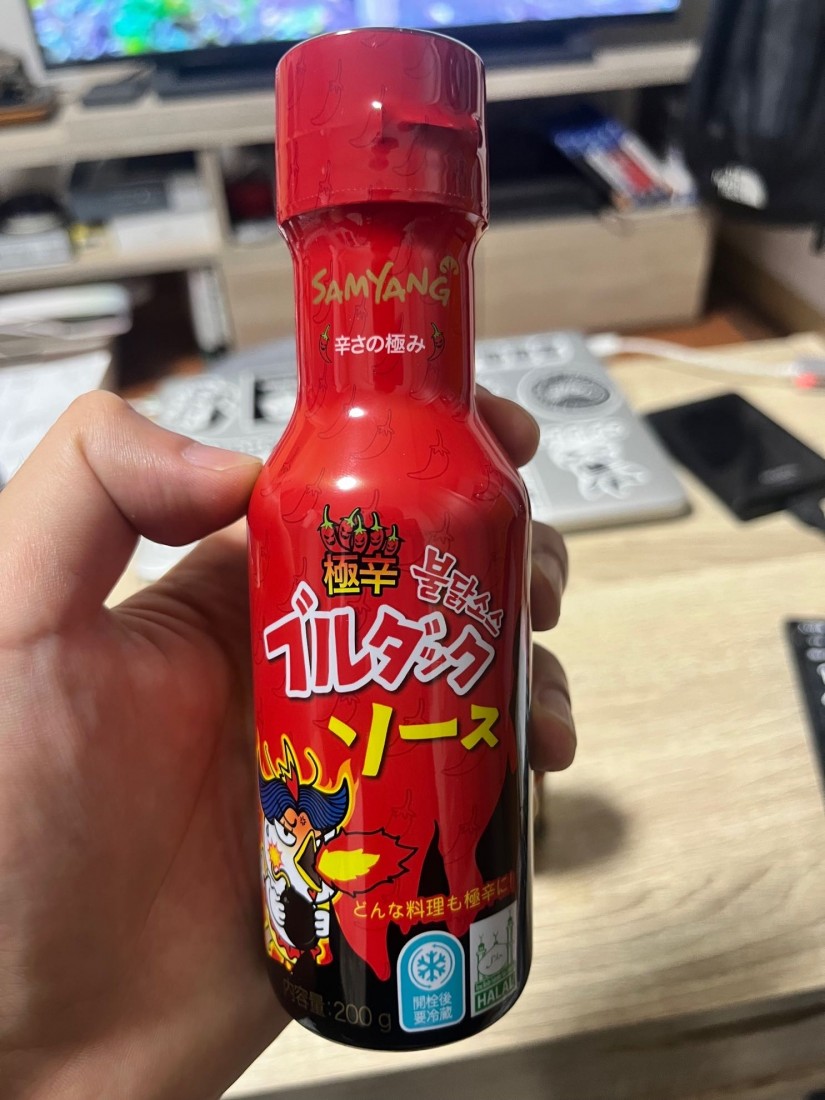 SAMYANG
辛さの極み
極辛
불닭소스
ブルダック
ソース
どんな料理も極辛に!
開栓後
要冷蔵
HALAL
内容量:200 g